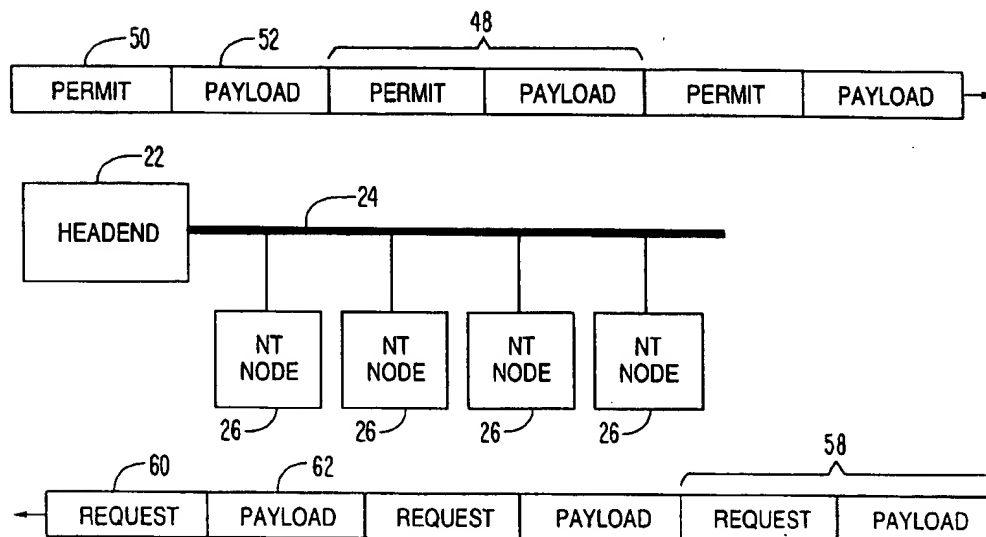 50 52 48
PERMIT PAYLOAD PERMIT PAYLOAD PERMIT PAYLOAD
22
24
HEADEND
NT NODE NT NODE NT NODE NT NODE
26 26 26 26
58
60 62
REQUEST PAYLOAD REQUEST PAYLOAD REQUEST PAYLOAD